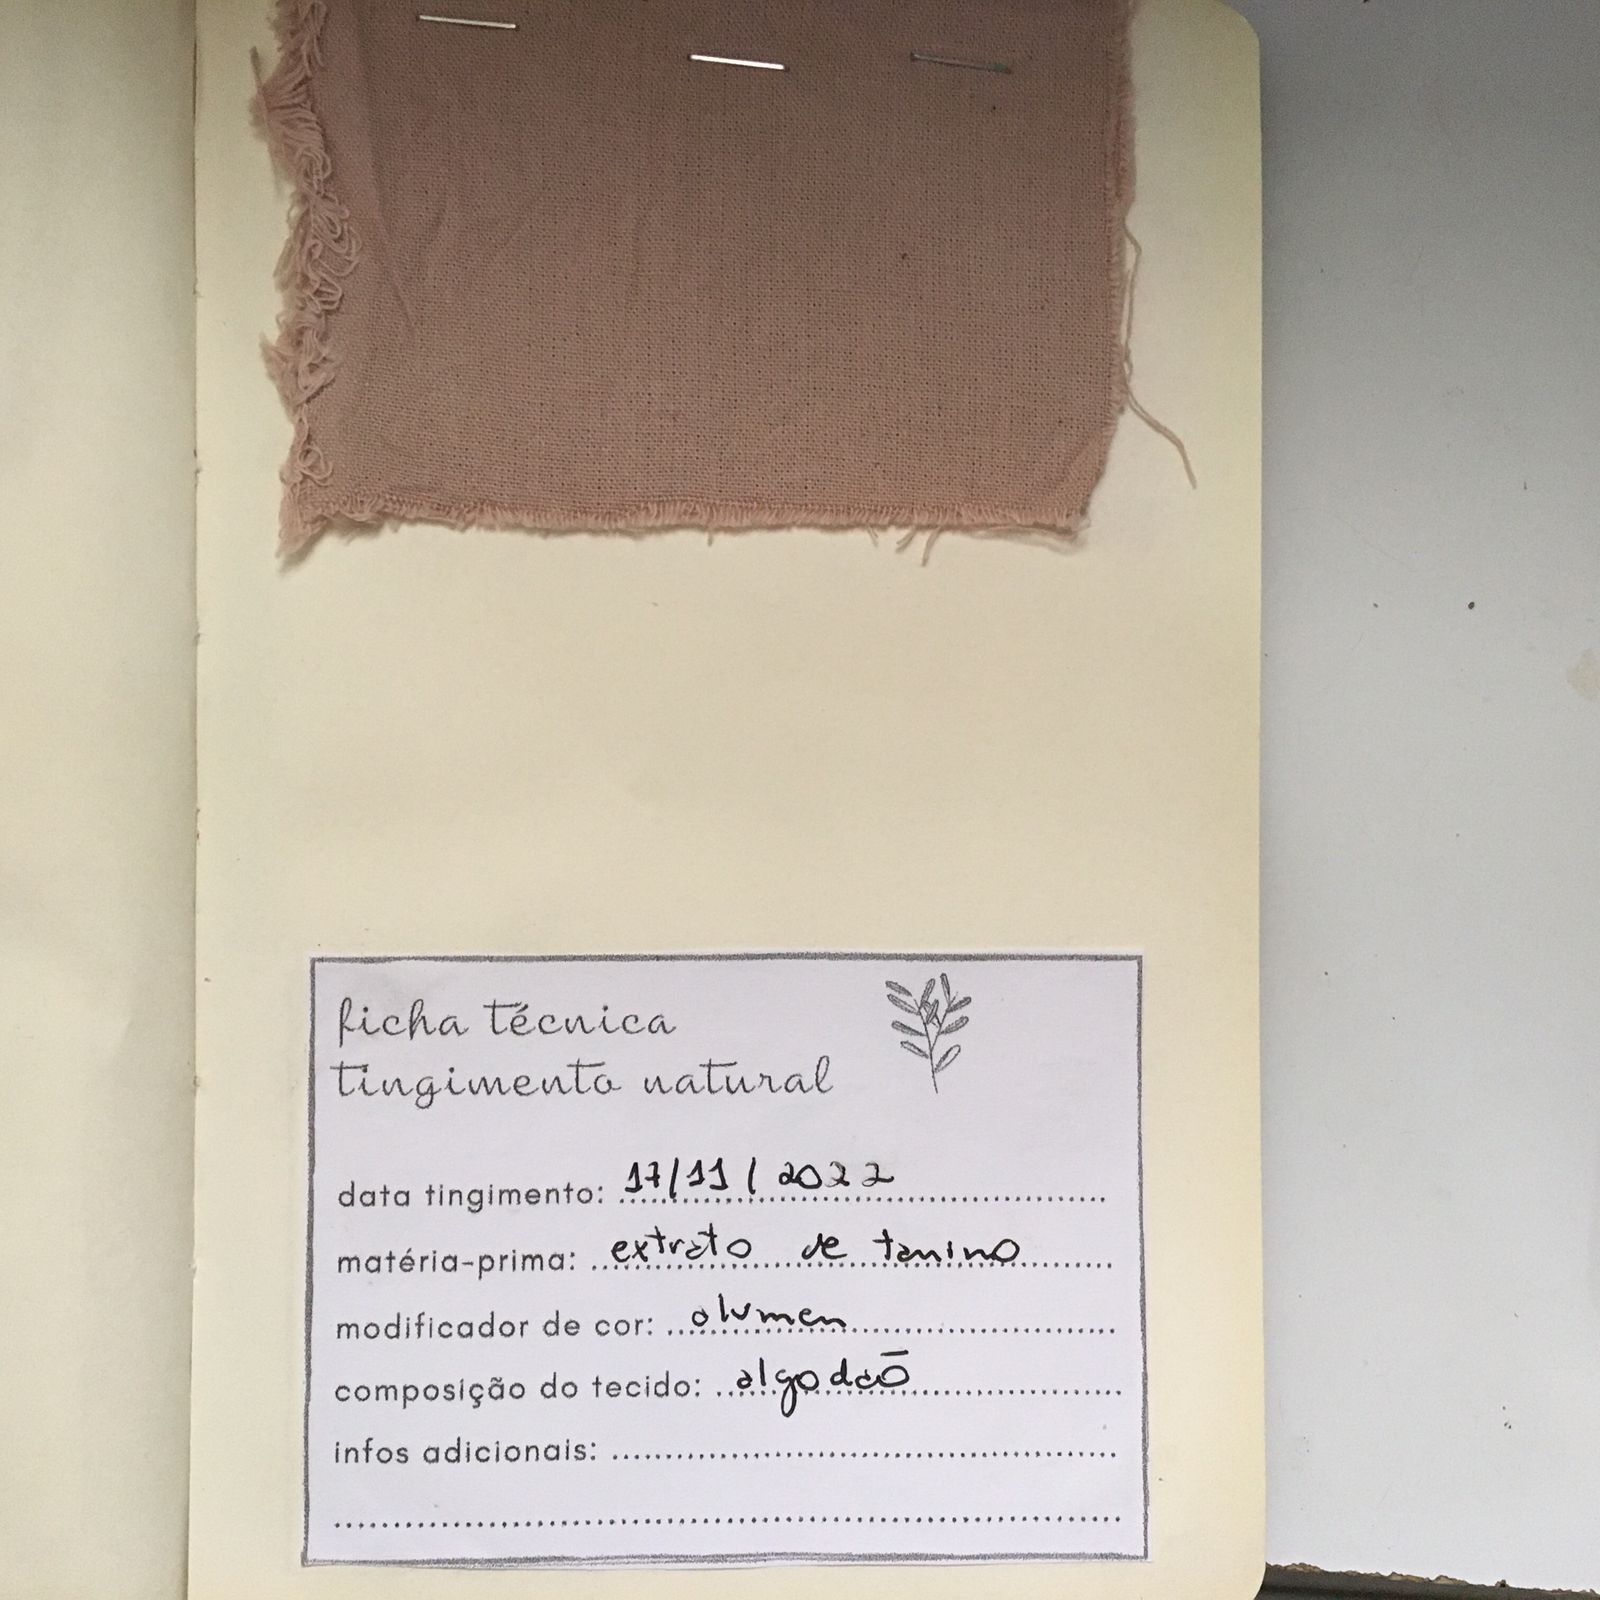 ficha técnica
tingimento natural
data tingimento: 17/11/2022
matéria-prima: extrato de tanino
modificador de cor: alumen
composição do tecido: algodão
infos adicionais: